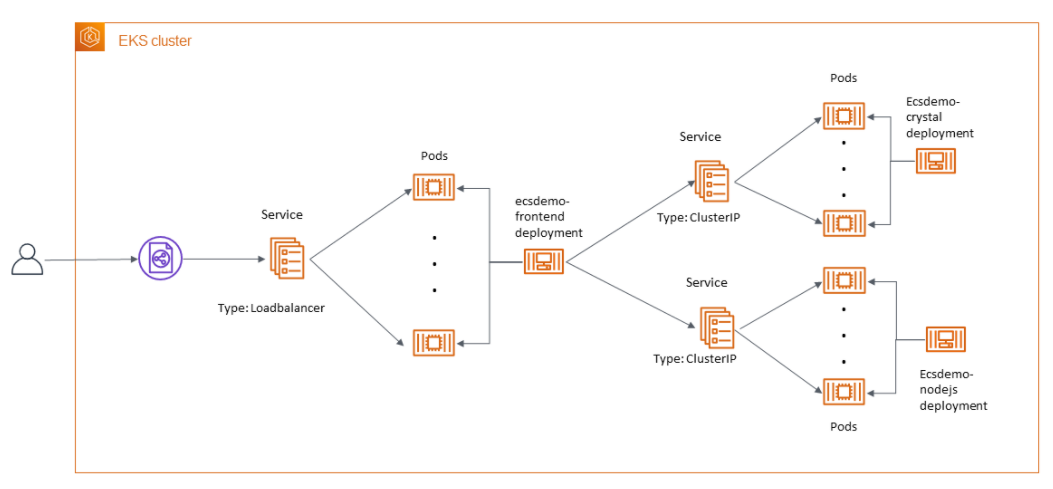 EKS cluster
Service
Type: Loadbalancer
Pods
ecsdemo-
frontend
deployment
Service
Type: ClusterIP
Pods
Ecsdemo-
crystal
deployment
Service
Type: ClusterIP
Pods
Ecsdemo-
nodejs
deployment